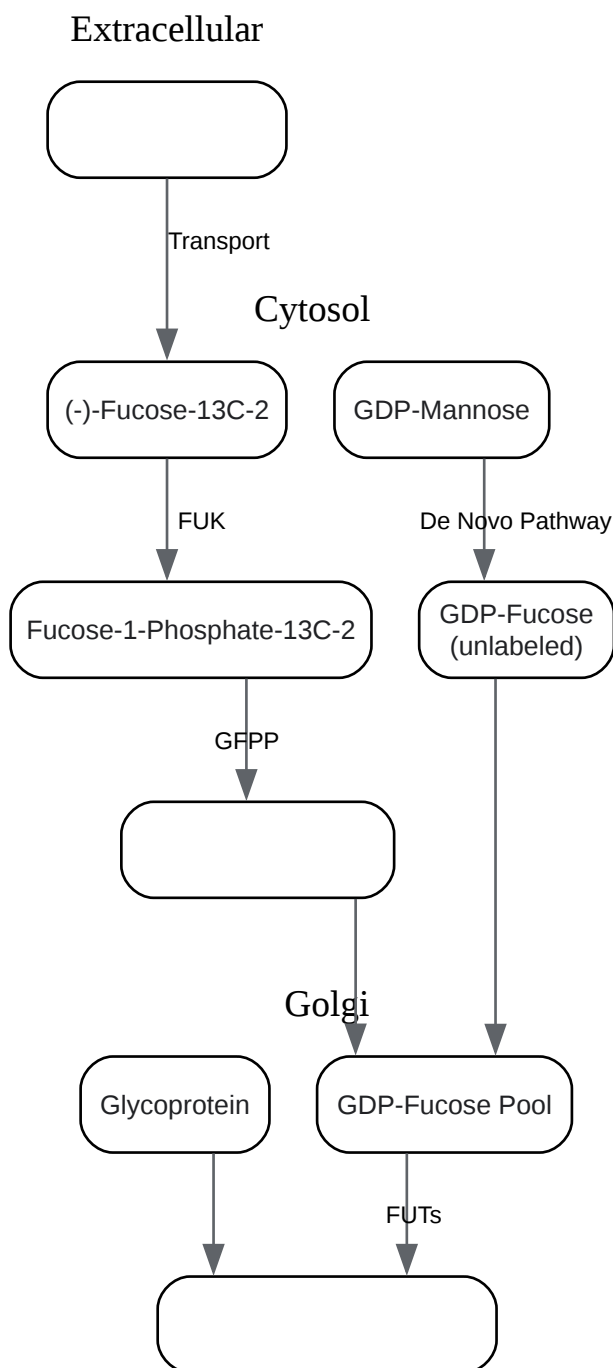 Extracellular
Transport
Cytosol
(-)-Fucose-13C-2
GDP-Mannose
FUK
De Novo Pathway
Fucose-1-Phosphate-13C-2
GDP-Fucose
(unlabeled)
GFPP
Golgi
Glycoprotein
GDP-Fucose Pool
FUTs